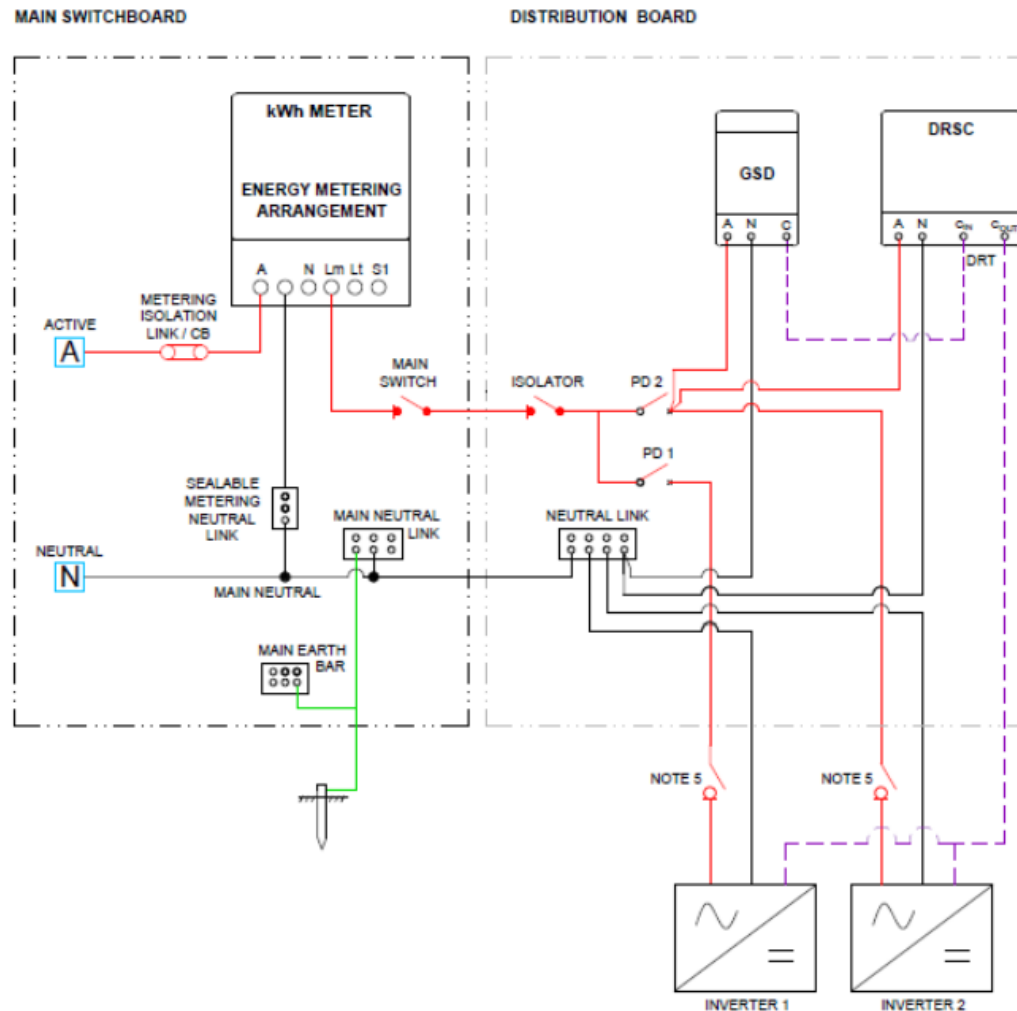 MAIN SWITCHBOARD
DISTRIBUTION BOARD
kWh METER
ENERGY METERING
ARRANGEMENT
A
N
Lm
Lt
S1
GSD
A
N
C
DRSC
A
N
CIN
COUT
DRT
METERING
ISOLATION
LINK / CB
ACTIVE
A
MAIN
SWITCH
ISOLATOR
PD 2
PD 1
SEALABLE
METERING
NEUTRAL
LINK
MAIN NEUTRAL
LINK
NEUTRAL LINK
NEUTRAL
N
MAIN NEUTRAL
MAIN EARTH
BAR
NOTE 5
NOTE 5
INVERTER 1
INVERTER 2